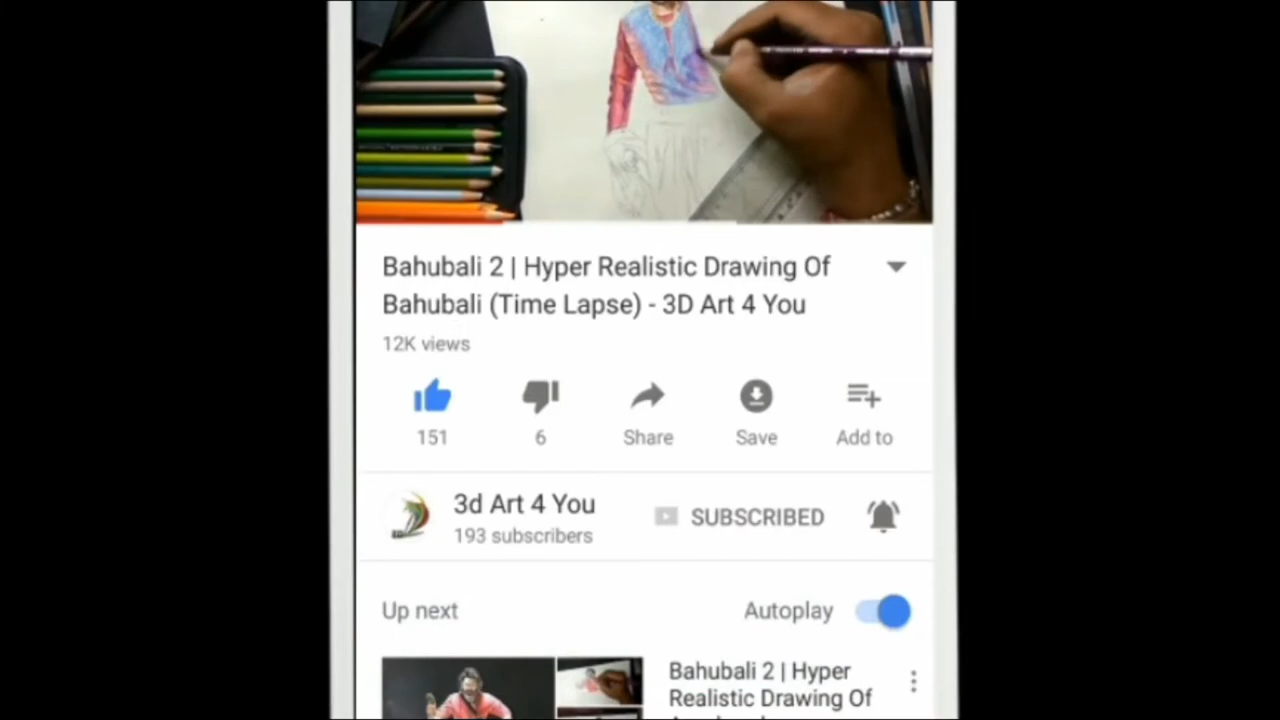 Bahubali 2 | Hyper Realistic Drawing Of
Bahubali (Time Lapse) - 3D Art 4 You
12K views
151
6
Share
Save
Add to
3d Art 4 You
193 subscribers
SUBSCRIBED
Up next
Autoplay
Bahubali 2 | Hyper
Realistic Drawing Of